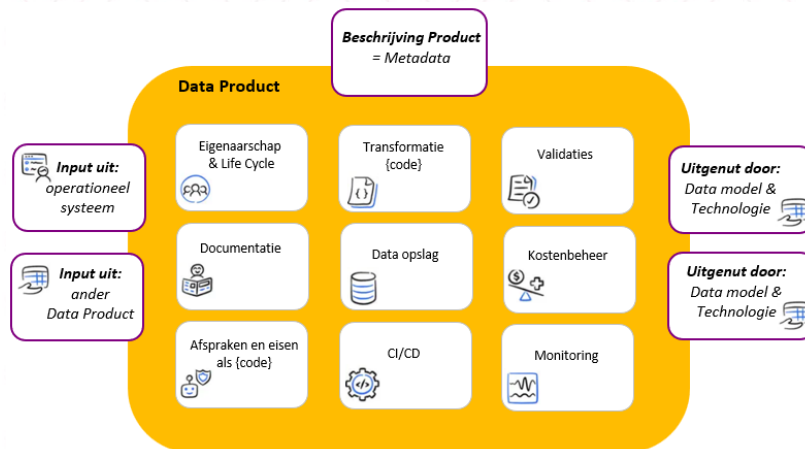 Beschrijving Product
= Metadata
Data Product
Eigenaarschap
& Life Cycle
Transformatie
{code}
Validaties
Input uit:
operationeel
systeem
Uitgenut door:
Data model &
Technologie
Documentatie
Data opslag
Kostenbeheer
Input uit:
ander
Data Product
Uitgenut door:
Data model &
Technologie
Afspraken en eisen
als {code}
CI/CD
Monitoring